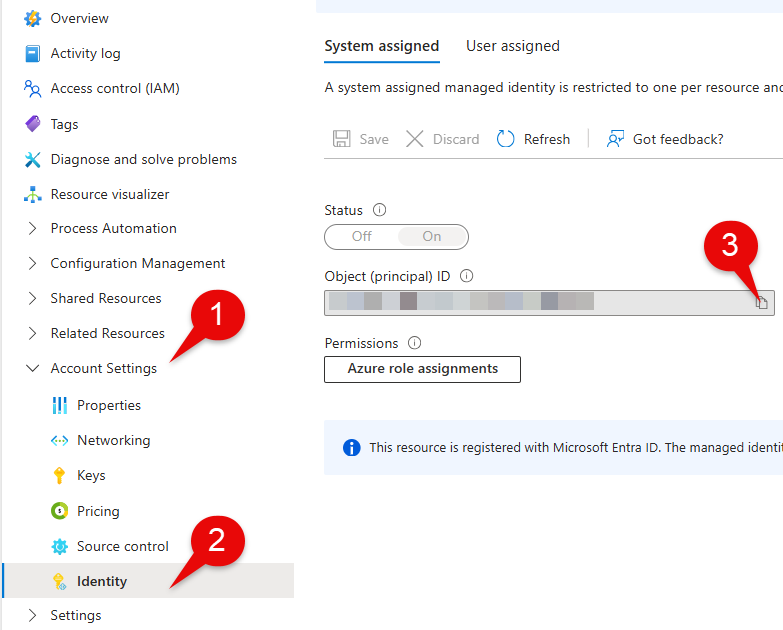 Overview
Activity log
Access control (IAM)
Tags
Diagnose and solve problems
Resource visualizer
Process Automation
Configuration Management
Shared Resources
Related Resources
1
Account Settings
Properties
Networking
Keys
Pricing
2
Source control
Identity
Settings
System assigned User assigned
A system assigned managed identity is restricted to one per resource and
Save Discard Refresh Got feedback?
Status
Off On
3
Object (principal) ID
Permissions
Azure role assignments
This resource is registered with Microsoft Entra ID. The managed